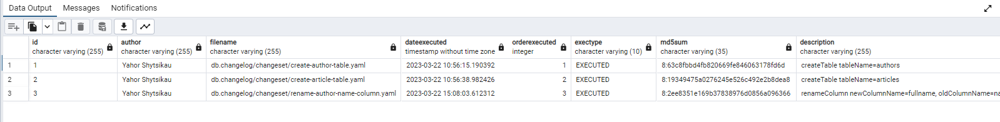 Data Output Messages Notifications
id author filename dateexecuted orderexecuted exectype md5sum description
character varying (255) character varying (255) character varying (255) timestamp without time zone integer character varying (10) character varying (35) character varying (255)
1 1 Yahor Shytsikau db.changelog/changeset/create-author-table.yaml 2023-03-22 10:56:15.190392 1 EXECUTED 8:63c8fbbd4fb820669fe846063178fd6d createTable tableName=authors
2 2 Yahor Shytsikau db.changelog/changeset/create-article-table.yaml 2023-03-22 10:56:38.982426 2 EXECUTED 8:19349475a0276245e526c492e2b8dea8 createTable tableName=articles
3 3 Yahor Shytsikau db.changelog/changeset/rename-author-name-column.yaml 2023-03-22 15:08:03.612312 3 EXECUTED 8:2ee8351e169b37838976d0856a096366 renameColumn newColumnName=fullname, oldColumnName=na